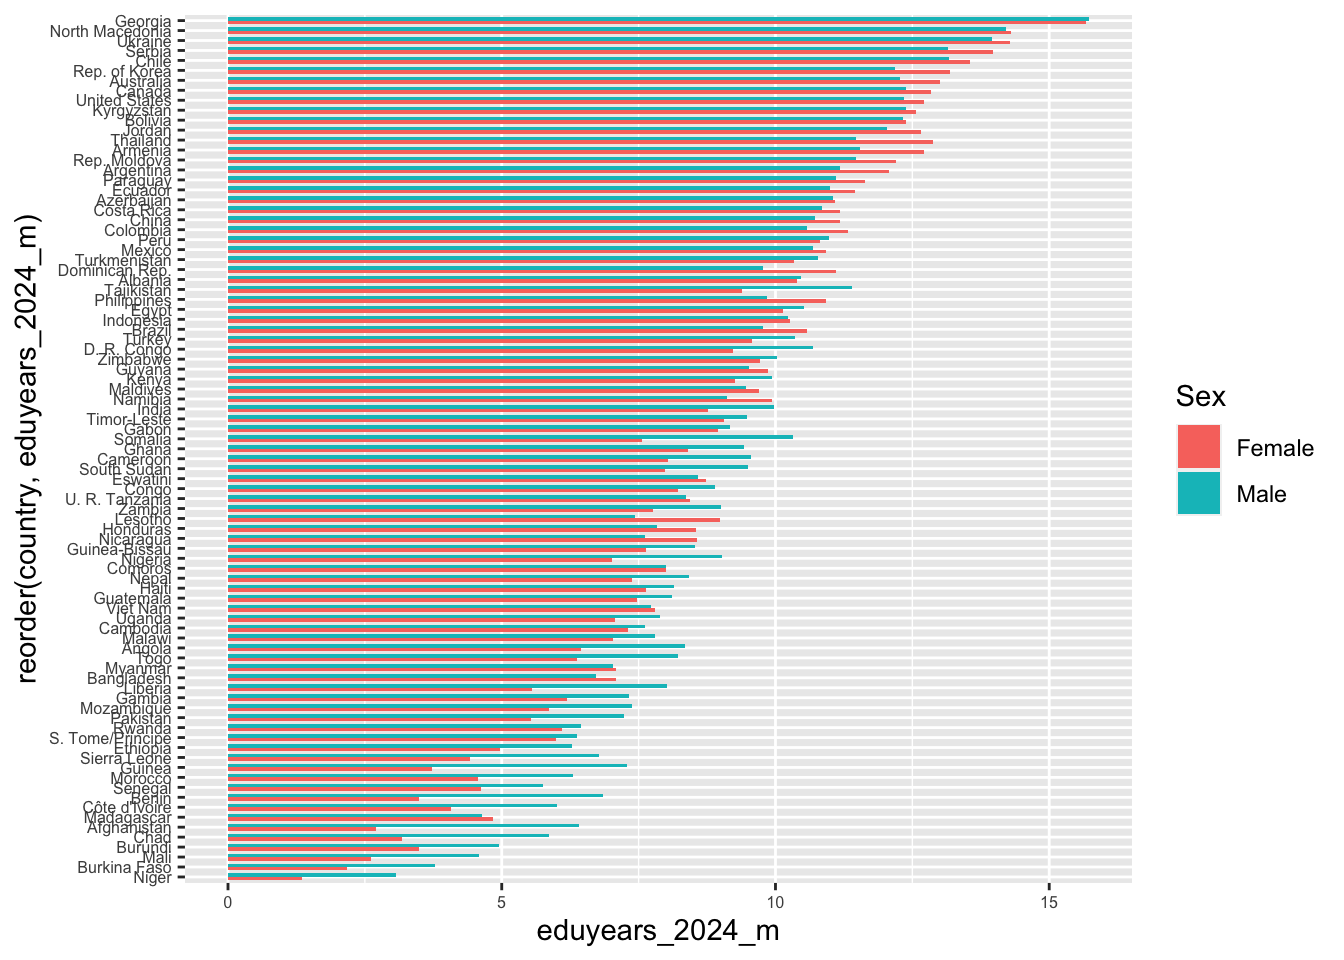 Georgia
North Macedonia
Ukraine
Serbia
Chile
Rep. of Korea
Australia
Canada
United States
Kyrgyzstan
Bolivia
Jordan
Thailand
Armenia
Rep. Moldova
Argentina
Paraguay
Ecuador
Azerbaijan
Costa Rica
China
Colombia
Peru
Mexico
Turkmenistan
Dominican Rep.
Albania
Tajikistan
Philippines
Egypt
Indonesia
Brazil
Turkey
D. R. Congo
Zimbabwe
Guyana
Kenya
Maldives
Namibia
India
Timor-Leste
Gabon
Somalia
Ghana
Cameroon
South Sudan
Eswatini
Congo
U. R. Tanzania
Zambia
Lesotho
Honduras
Nicaragua
Guinea-Bissau
Nigeria
Comoros
Nepal
Haiti
Guatemala
Viet Nam
Uganda
Cambodia
Malawi
Angola
Togo
Myanmar
Bangladesh
Liberia
Gambia
Mozambique
Pakistan
Rwanda
S. Tome/Principe
Ethiopia
Sierra Leone
Guinea
Morocco
Senegal
Benin
Côte d'Ivoire
Madagascar
Afghanistan
Chad
Burundi
Mali
Burkina Faso
Niger
reorder(country, eduyears_2024_m)
0 5 10 15
eduyears_2024_m
Sex
Female
Male